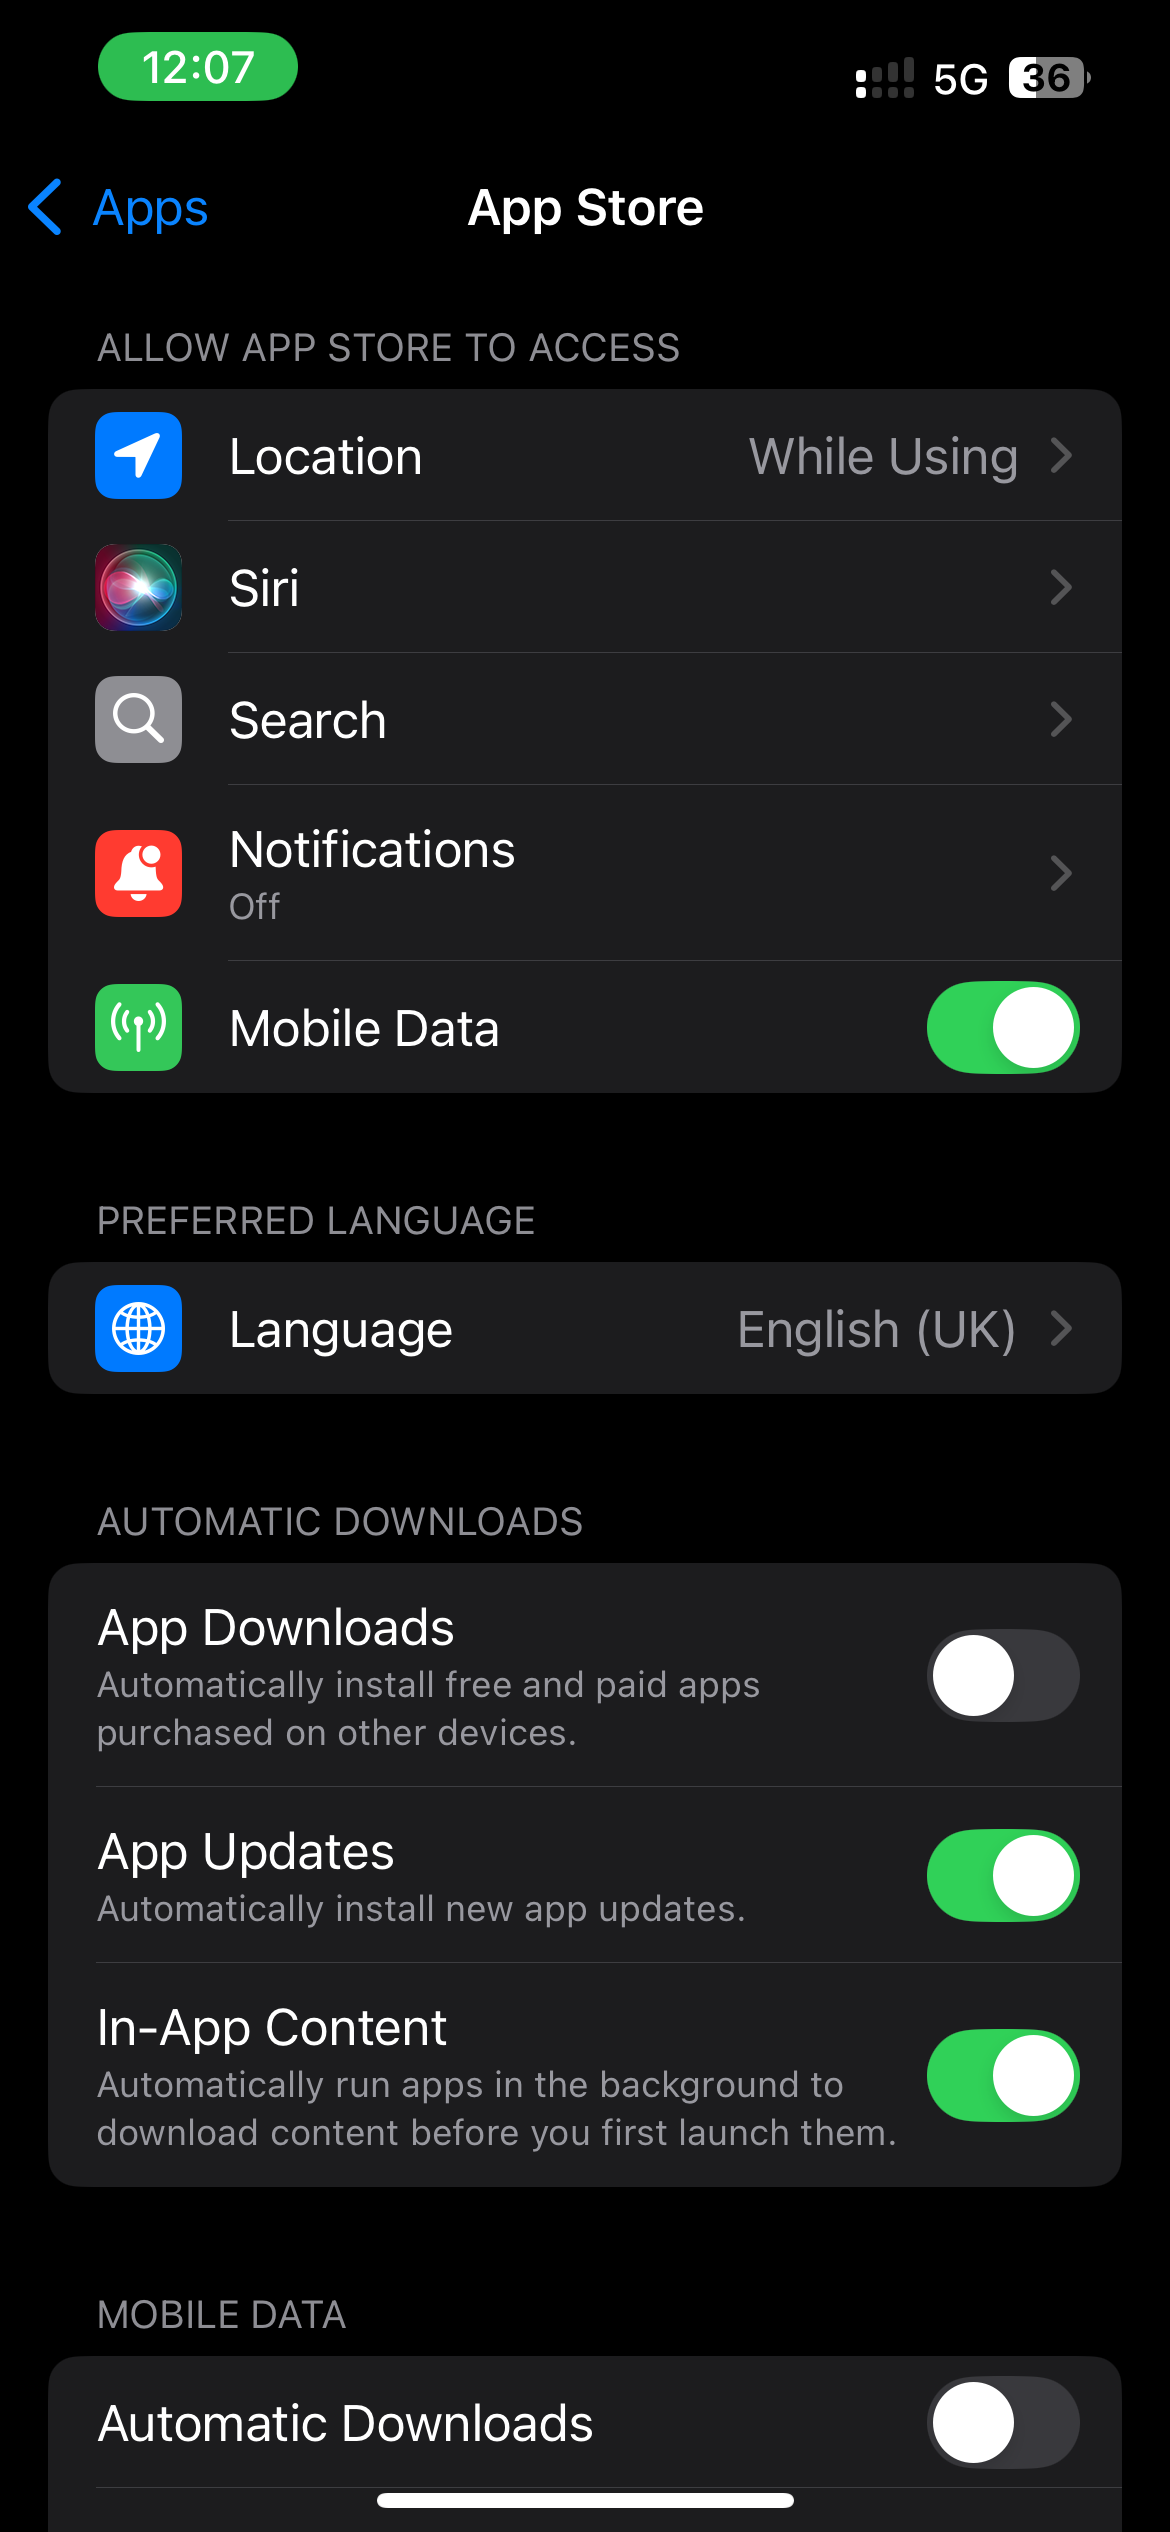 12:07
5G 36
Apps
App Store
ALLOW APP STORE TO ACCESS
Location
While Using
Siri
Search
Notifications
Off
Mobile Data
PREFERRED LANGUAGE
Language
English (UK)
AUTOMATIC DOWNLOADS
App Downloads
Automatically install free and paid apps
purchased on other devices.
App Updates
Automatically install new app updates.
In-App Content
Automatically run apps in the background to
download content before you first launch them.
MOBILE DATA
Automatic Downloads